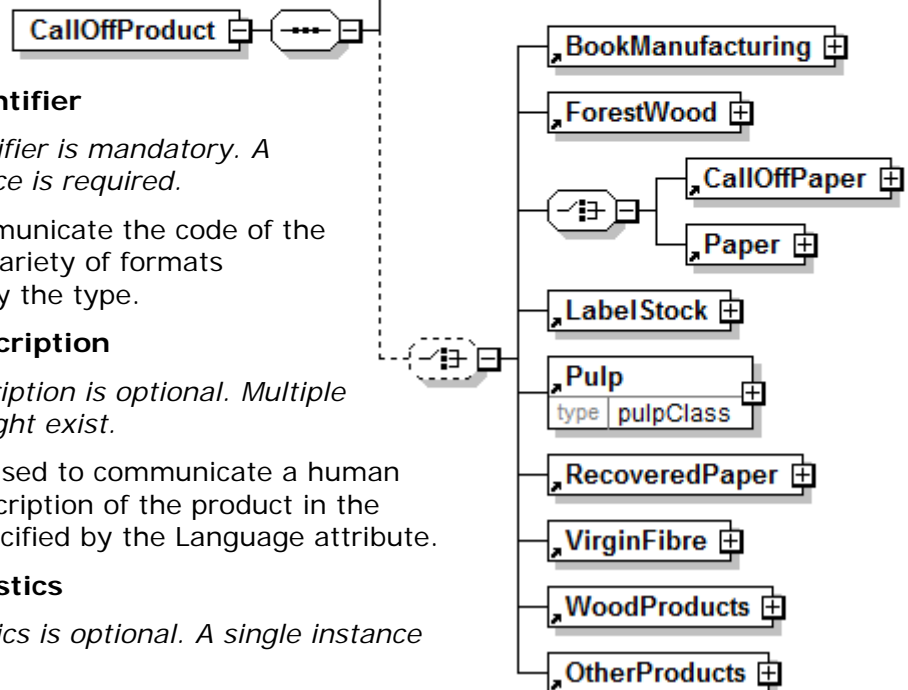 CallOffProduct
ntifier
ifier is mandatory. A
ce is required.
municate the code of the
ariety of formats
y the type.
cription
iption is optional. Multiple
ght exist.
sed to communicate a human
cription of the product in the
cified by the Language attribute.
stics
ics is optional. A single instance
BookManufacturing
ForestWood
CallOffPaper
Paper
LabelStock
Pulp
type pulpClass
RecoveredPaper
VirginFibre
WoodProducts
OtherProducts